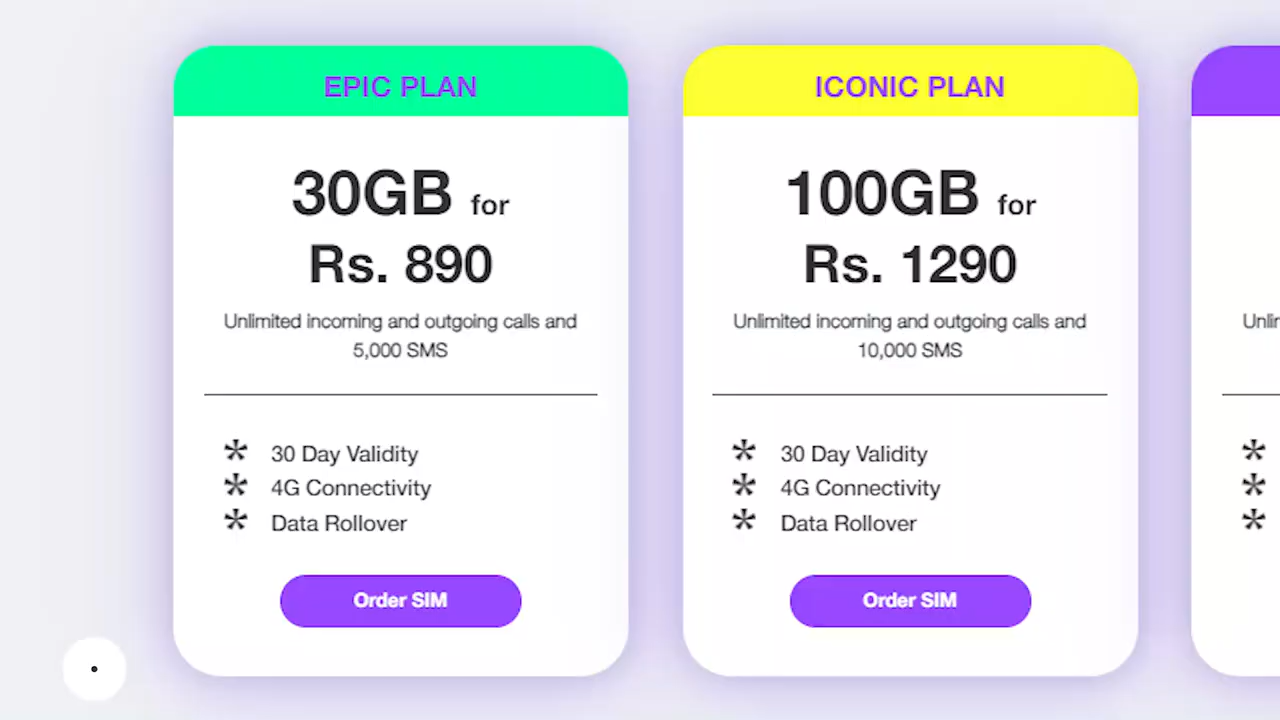 EPIC PLAN
30GB for
Rs. 890
Unlimited incoming and outgoing calls and
5,000 SMS
* 30 Day Validity
* 4G Connectivity
* Data Rollover
Order SIM
ICONIC PLAN
100GB for
Rs. 1290
Unlimited incoming and outgoing calls and
10,000 SMS
* 30 Day Validity
* 4G Connectivity
* Data Rollover
Order SIM
*
*
*